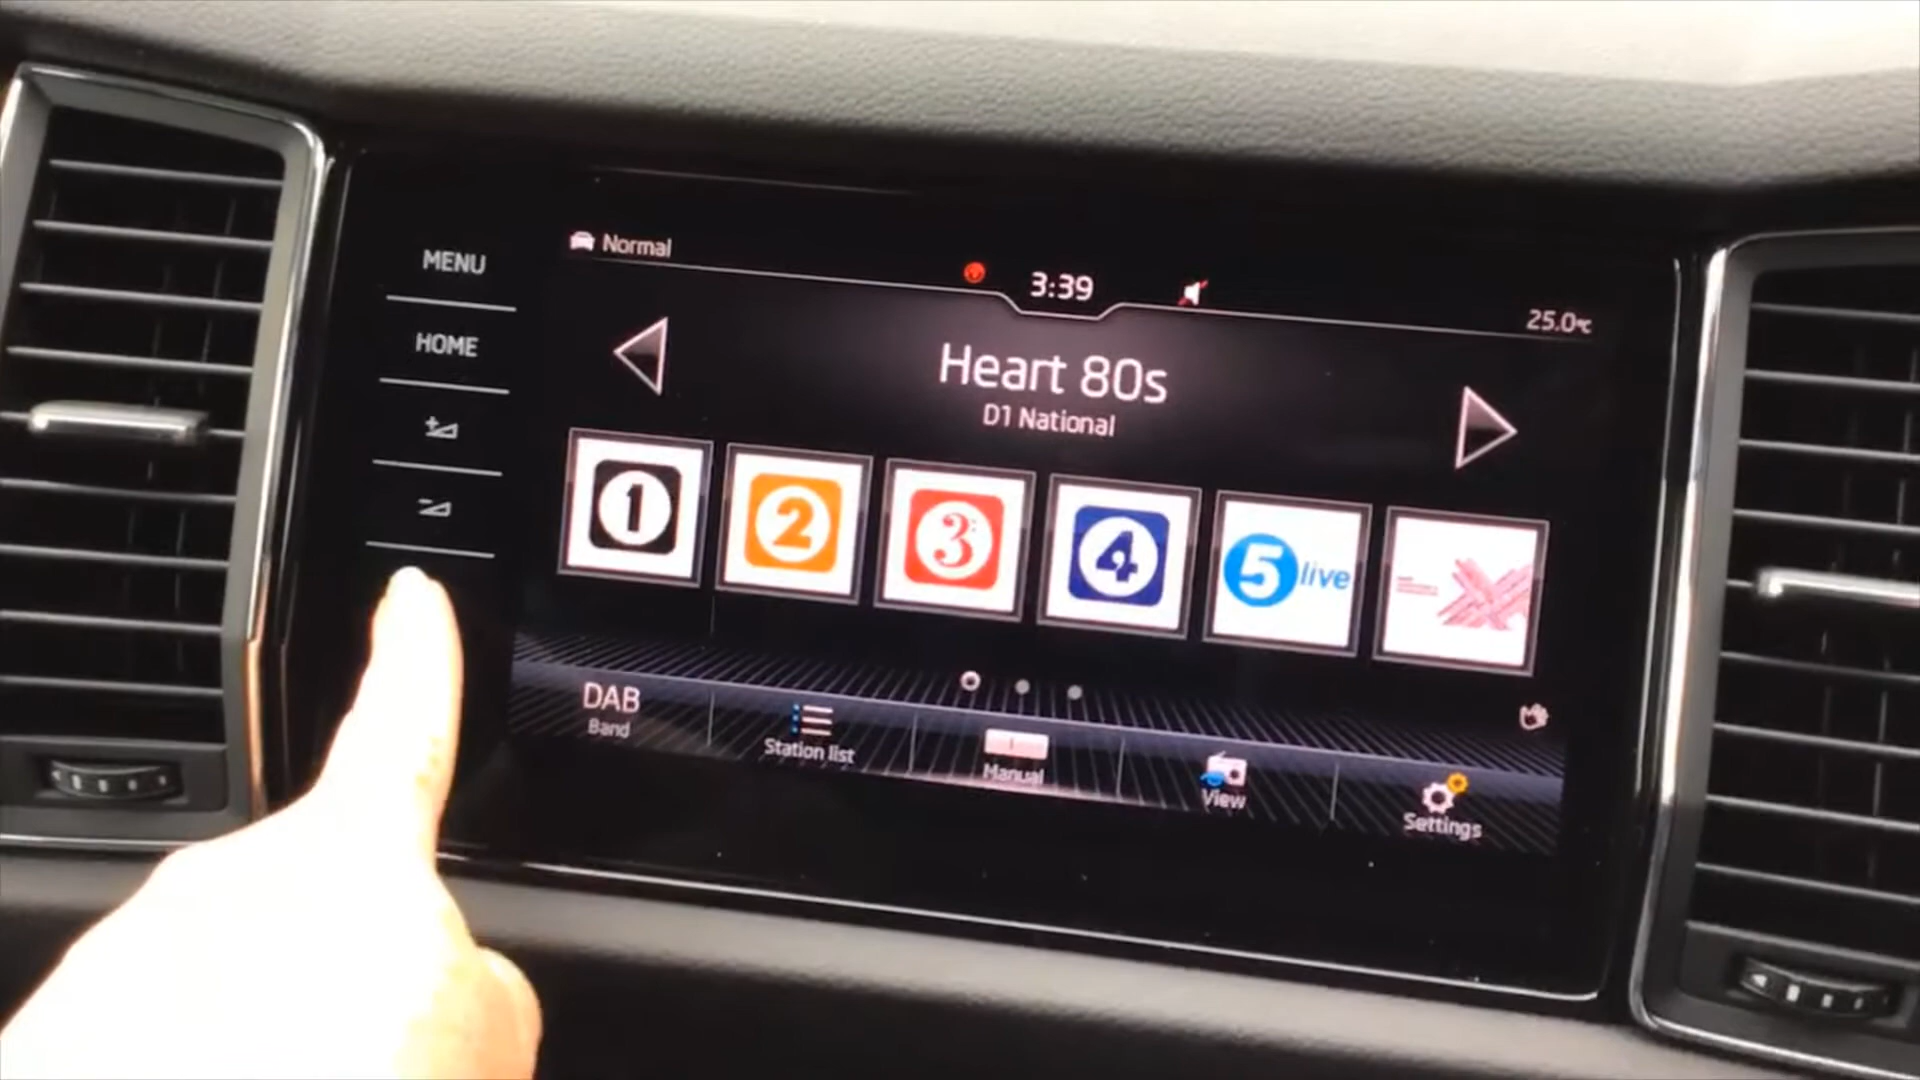 Normal
3:39
25.0°C
MENU
HOME
Heart 80s
D1 National
1
2
3
4
5 live
DAB
Band
Station list
Manual
View
Settings